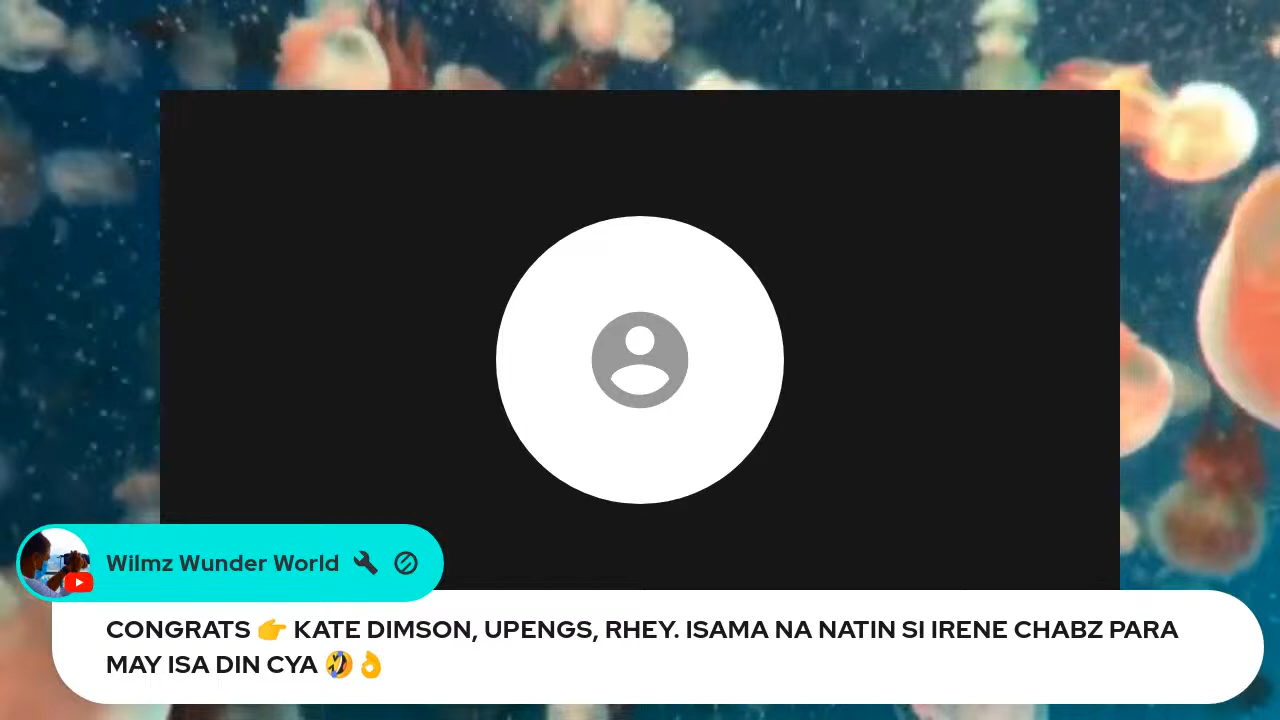 Wilmz Wunder World
CONGRATS 👉 KATE DIMSON, UPENGS, RHEY. ISAMA NA NATIN SI IRENE CHABZ PARA
MAY ISA DIN CYA 🤣👌